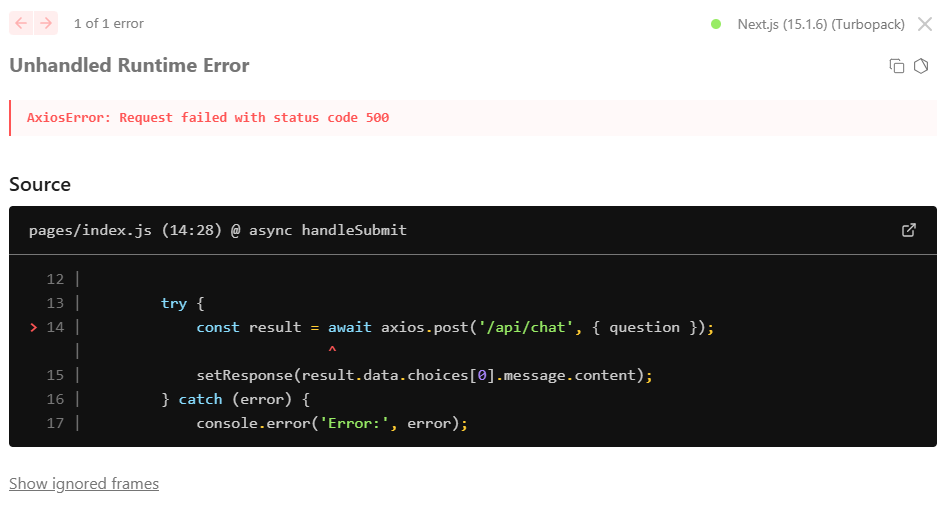 1 of 1 error
Next.js (15.1.6) (Turbopack)
Unhandled Runtime Error
AxiosError: Request failed with status code 500
Source
pages/index.js (14:28) @ async handleSubmit
12 |
13 |         try {
> 14 |             const result = await axios.post('/api/chat', { question });
|                            ^
15 |             setResponse(result.data.choices[0].message.content);
16 |         } catch (error) {
17 |             console.error('Error:', error);
Show ignored frames